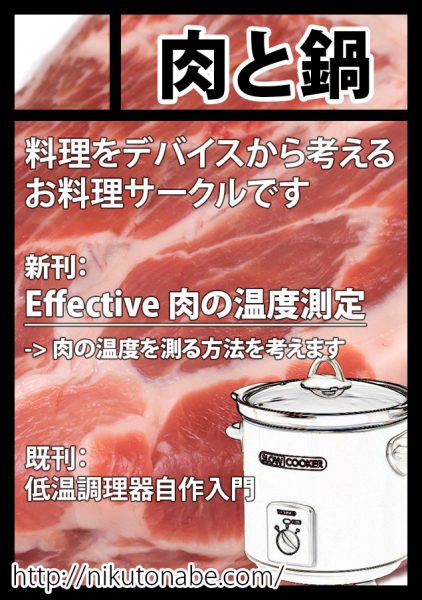 肉と鍋
料理をデバイスから考える
お料理サークルです
新刊：
Effective 肉の温度測定
-> 肉の温度を測る方法を考えます
既刊：
低温調理器自作入門
SLOW COOKER
http://nikutonabe.com/